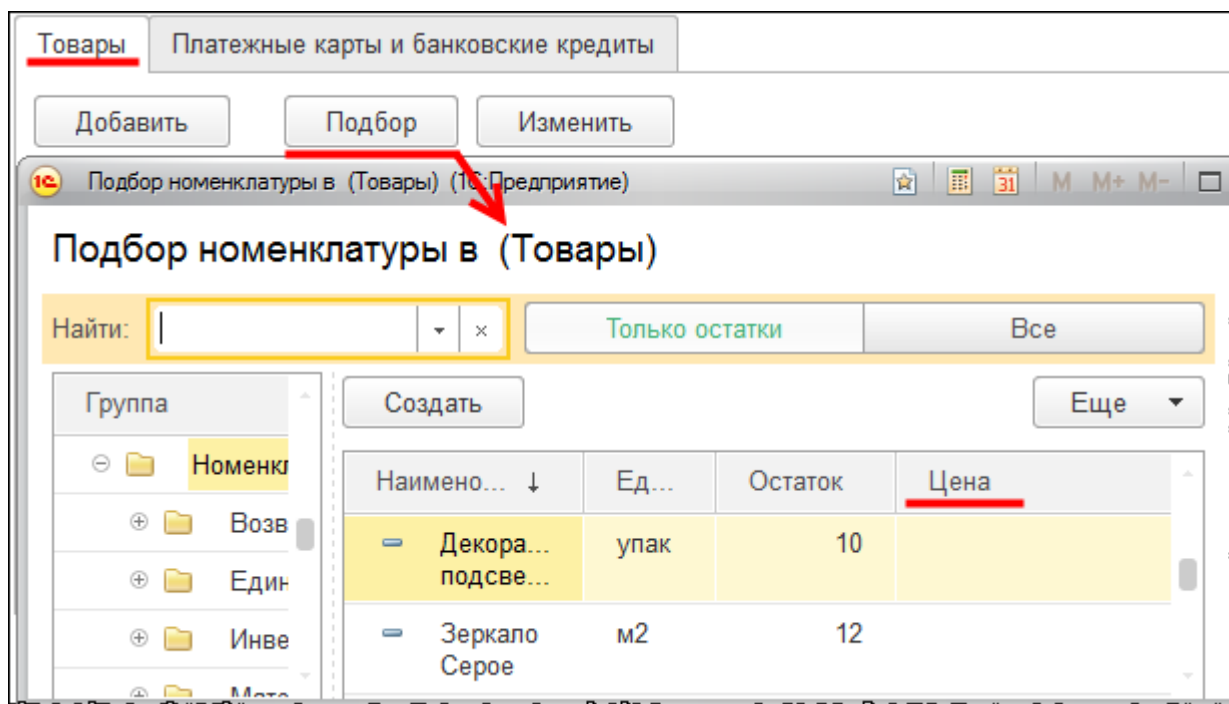 Товары Платежные карты и банковские кредиты
Добавить Подбор Изменить
1С Подбор номенклатуры в (Товары) (1С:Предприятие) 31 M M+ M-
Подбор номенклатуры в (Товары)
Найти: Только остатки Все
Группа Создать Еще
Номенкл
Наимено... ↓ Ед... Остаток Цена
Возв
Декора... упак 10
подсве...
Един
Инве Зеркало м2 12
Серое